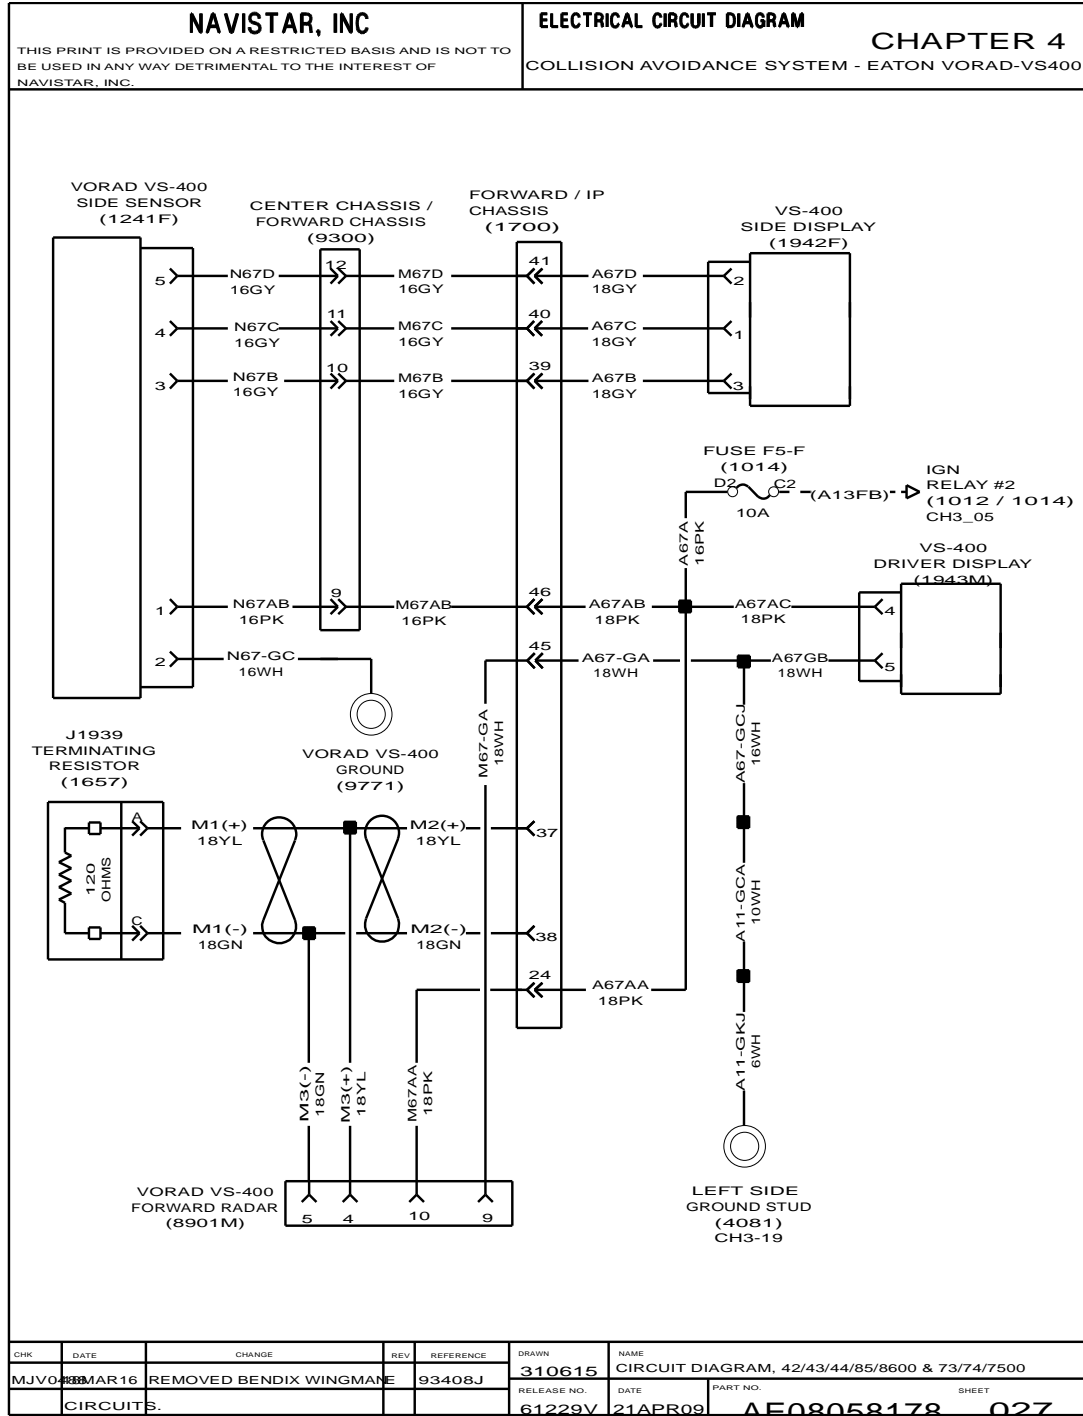 NAVISTAR, INC
THIS PRINT IS PROVIDED ON A RESTRICTED BASIS AND IS NOT TO
BE USED IN ANY WAY DETRIMENTAL TO THE INTEREST OF
NAVISTAR, INC.
ELECTRICAL CIRCUIT DIAGRAM
CHAPTER 4
COLLISION AVOIDANCE SYSTEM - EATON VORAD-VS400
VORAD VS-400
SIDE SENSOR
(1241F)
CENTER CHASSIS /
FORWARD CHASSIS
(9300)
FORWARD / IP
CHASSIS
(1700)
VS-400
SIDE DISPLAY
(1942F)
5
N67D
16GY
12
M67D
16GY
41
A67D
18GY
2
4
N67C
16GY
11
M67C
16GY
40
A67C
18GY
1
3
N67B
16GY
10
M67B
16GY
39
A67B
18GY
3
FUSE F5-F
(1014)
D2
C2
10A
(A13FB)
IGN
RELAY #2
(1012 / 1014)
CH3_05
A67A
16PK
VS-400
DRIVER DISPLAY
(1943M)
1
N67AB
16PK
9
M67AB
16PK
46
A67AB
18PK
A67AC
18PK
4
2
N67-GC
16WH
45
A67-GA
18WH
A67GB
18WH
5
VORAD VS-400
GROUND
(9771)
M67-GA
18WH
A67-GCJ
16WH
J1939
TERMINATING
RESISTOR
(1657)
120
OHMS
A
M1(+)
18YL
M2(+)
18YL
37
C
M1(-)
18GN
M2(-)
18GN
38
A11-GCA
10WH
24
A67AA
18PK
A11-GKJ
6WH
M3(-)
18GN
M3(+)
18YL
M67AA
18PK
VORAD VS-400
FORWARD RADAR
(8901M)
5
4
10
9
LEFT SIDE
GROUND STUD
(4081)
CH3-19
CHK
DATE
CHANGE
REV
REFERENCE
DRAWN
310615
NAME
CIRCUIT DIAGRAM, 42/43/44/85/8600 & 73/74/7500
REMOVED BENDIX WINGMAN
E
93408J
CIRCUITS.
RELEASE NO.
61229V
DATE
21APR09
PART NO.
AF08058178
SHEET
027